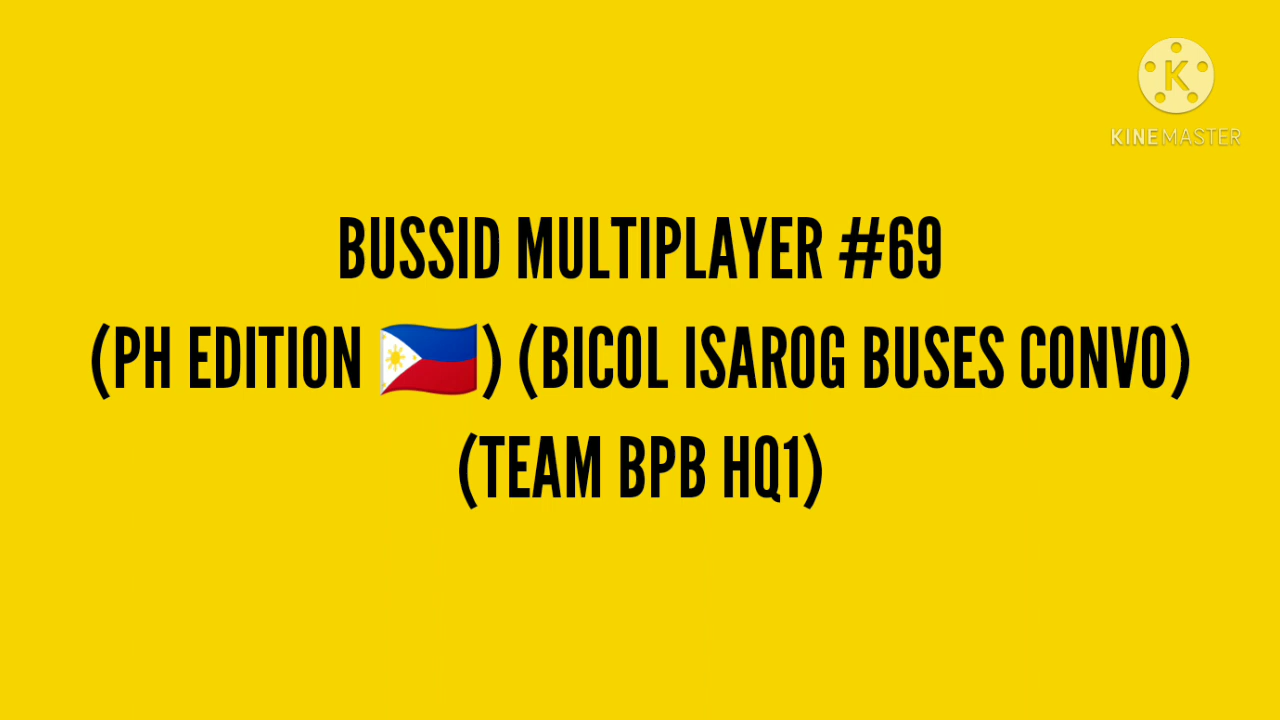 K
KINEMASTER
BUSSID MULTIPLAYER #69
(PH EDITION 🇵🇭) (BICOL ISAROG BUSES CONVO)
(TEAM BPB HQ1)